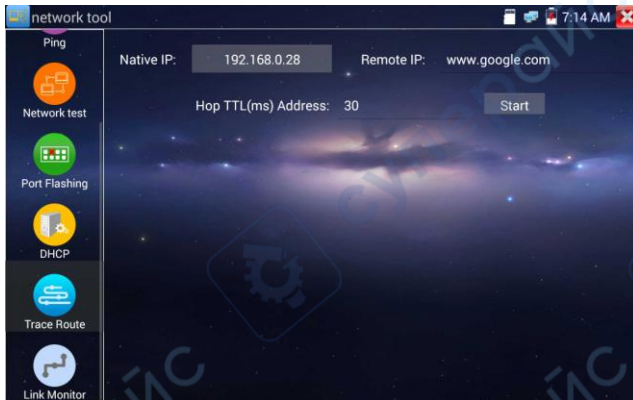 network tool
7:14 AM
Ping
Native IP: 192.168.0.28 Remote IP: www.google.com
Network test
Hop TTL(ms) Address: 30 Start
Port Flashing
DHCP
Trace Route
Link Monitor